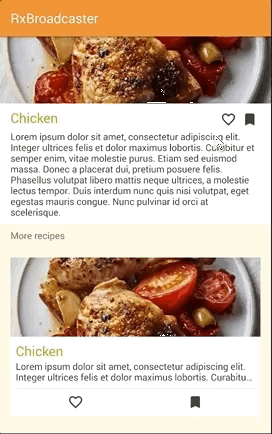 RxBroadcaster
Chicken
Lorem ipsum dolor sit amet, consectetur adipiscing elit.
Integer ultrices felis et dolor maximus lobortis. Curabitur et
semper enim, vitae molestie purus. Etiam sed euismod
massa. Donec a placerat dui, pretium posuere felis.
Phasellus volutpat libero mattis neque ultrices, a molestie
lectus tempor. Duis interdum nunc quis nisi volutpat, eget
egestas mauris congue. Nunc pulvinar id orci at
scelerisque.
More recipes
Chicken
Lorem ipsum dolor sit amet, consectetur adipiscing elit.
Integer ultrices felis et dolor maximus lobortis. Curabitu...